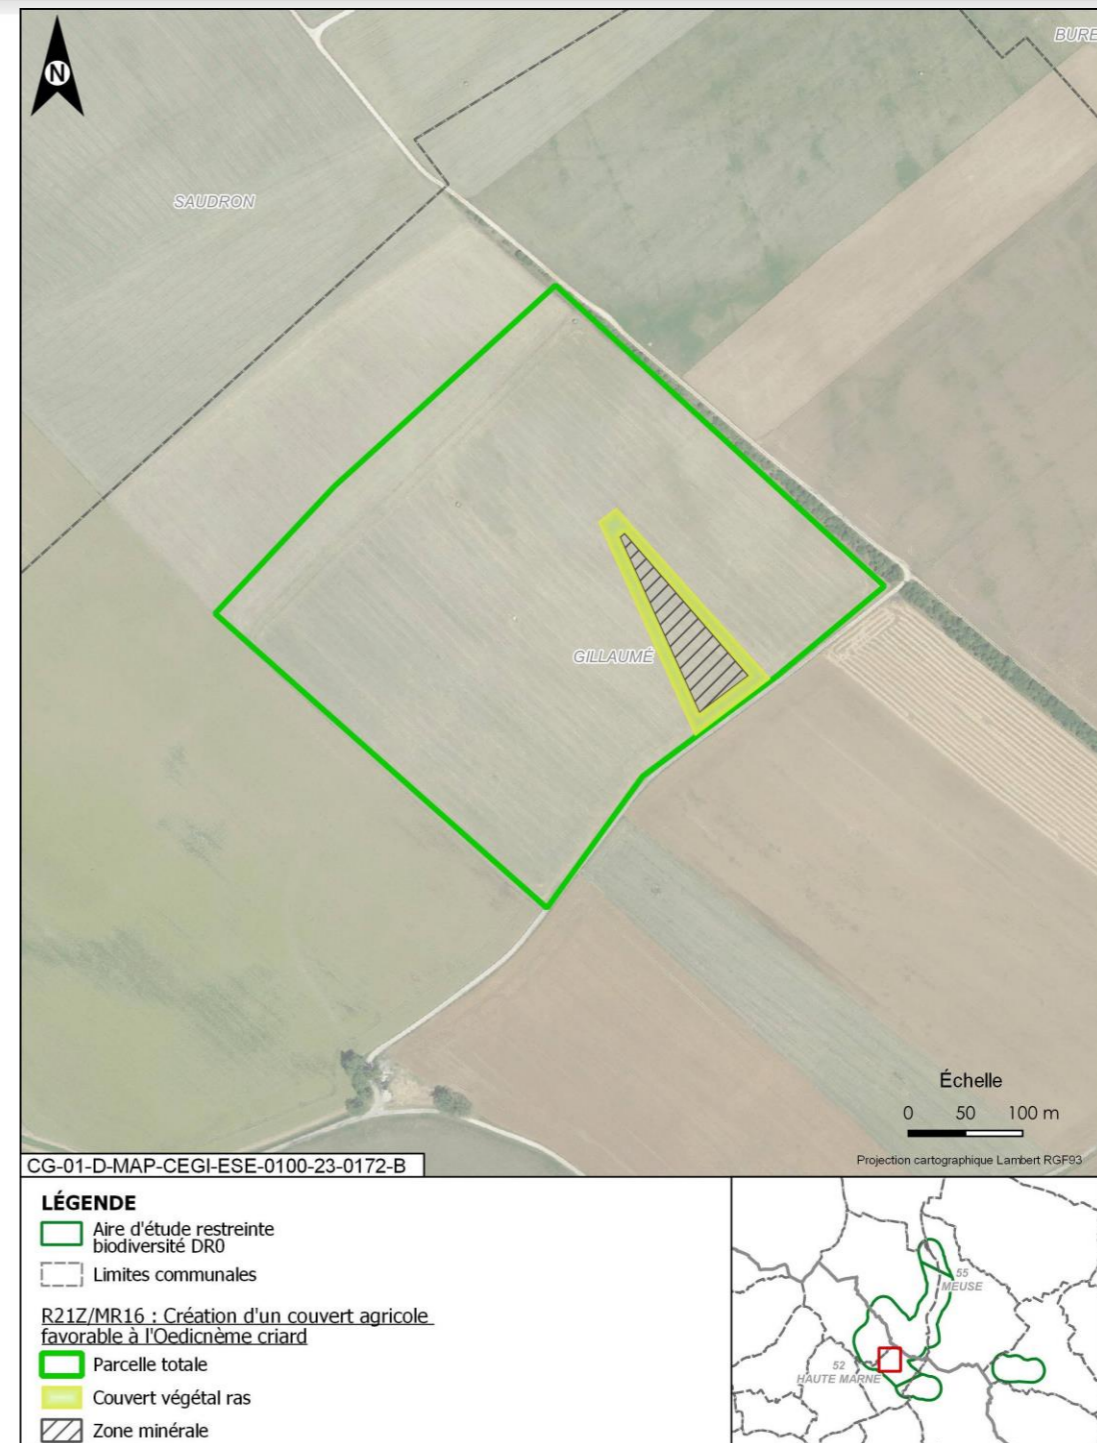 N
BURE
SAUDRON
GILLAUMÉ
Échelle
0 50 100 m
Projection cartographique Lambert RGF93
CG-01-D-MAP-CEGI-ESE-0100-23-0172-B
LÉGENDE
Aire d'étude restreinte
biodiversité DR0
Limites communales
R21Z/MR16 : Création d'un couvert agricole
favorable à l'Oedicnème criard
Parcelle totale
Couvert végétal ras
Zone minérale
55
MEUSE
52
HAUTE MARNE